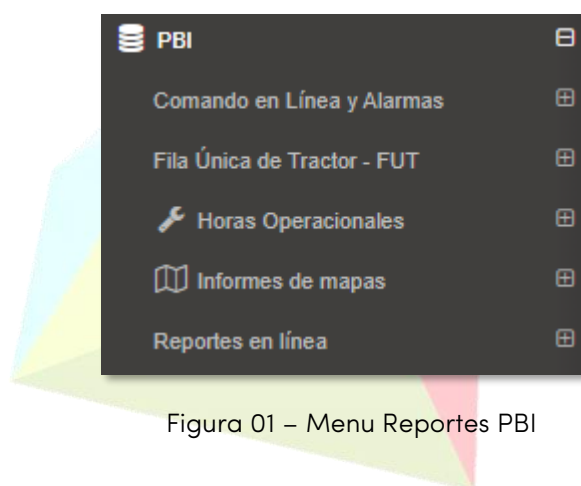 PBI
Comando en Línea y Alarmas
Fila Única de Tractor - FUT
Horas Operacionales
Informes de mapas
Reportes en línea
Figura 01 – Menu Reportes PBI